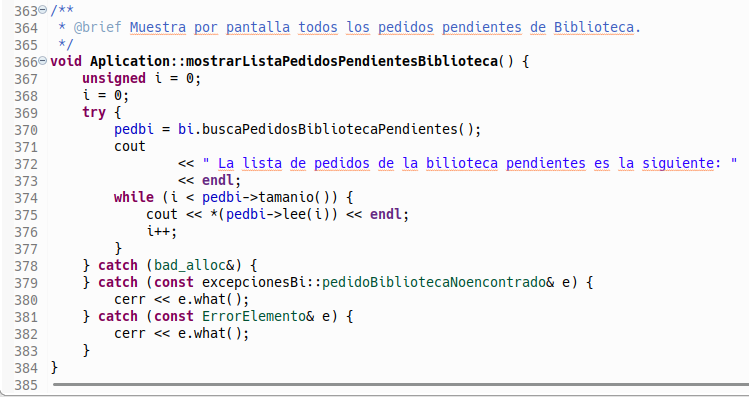 363 /**
364  * @brief Muestra por pantalla todos los pedidos pendientes de Biblioteca.
365  */
366 void Aplication::mostrarListaPedidosPendientesBiblioteca() {
367     unsigned i = 0;
368     i = 0;
369     try {
370         pedbi = bi.buscaPedidosBibliotecaPendientes();
371         cout
372                 << " La lista de pedidos de la bilioteca pendientes es la siguiente: "
373                 << endl;
374         while (i < pedbi->tamanio()) {
375             cout << *(pedbi->lee(i)) << endl;
376             i++;
377         }
378     } catch (bad_alloc&) {
379     } catch (const excepcionesBi::pedidoBibliotecaNoencontrado& e) {
380         cerr << e.what();
381     } catch (const ErrorElemento& e) {
382         cerr << e.what();
383     }
384 }
385